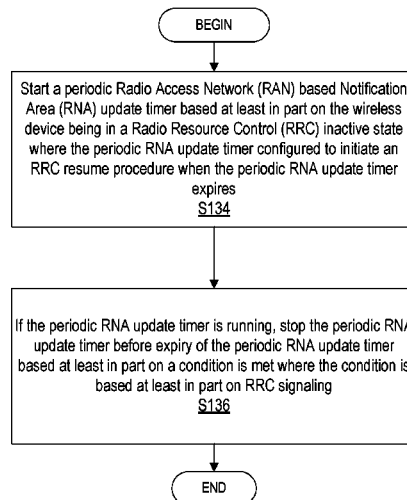 BEGIN
Start a periodic Radio Access Network (RAN) based Notification
Area (RNA) update timer based at least in part on the wireless
device being in a Radio Resource Control (RRC) inactive state
where the periodic RNA update timer configured to initiate an
RRC resume procedure when the periodic RNA update timer
expires
S134
If the periodic RNA update timer is running, stop the periodic RNA
update timer before expiry of the periodic RNA update timer
based at least in part on a condition is met where the condition is
based at least in part on RRC signaling
S136
END